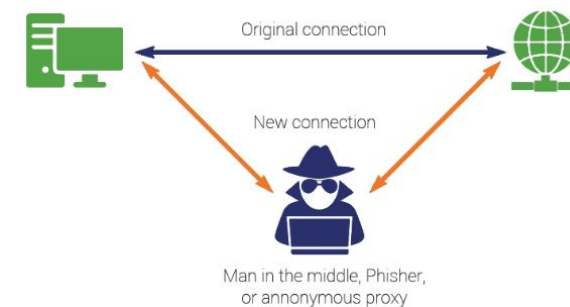 Original connection
New connection
Man in the middle, Phisher,
or annonymous proxy